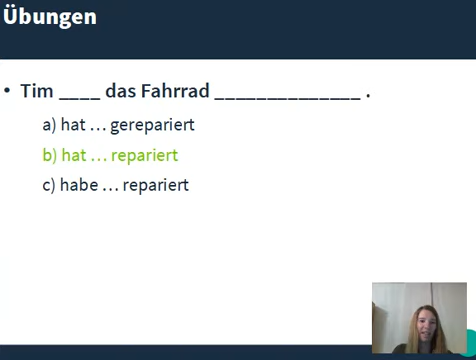 Übungen
• Tim ____ das Fahrrad ______________ .
a) hat … gerepariert
b) hat … repariert
c) habe … repariert